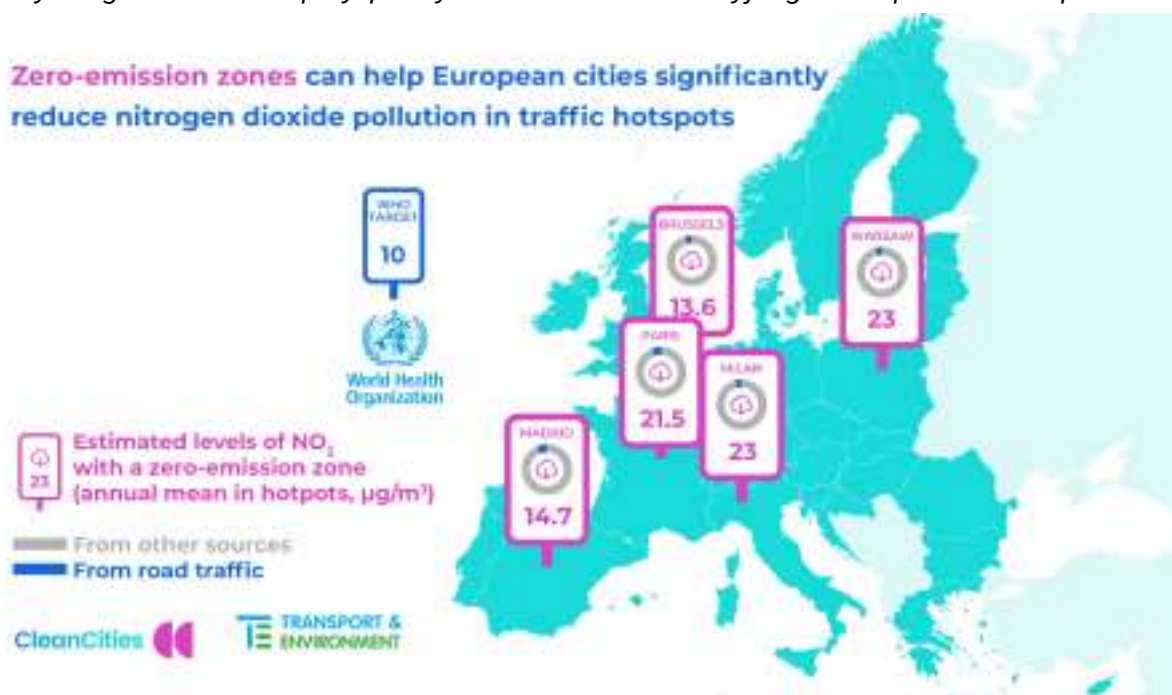 Zero-emission zones can help European cities significantly
reduce nitrogen dioxide pollution in traffic hotspots
WHO
TARGET
10
World Health
Organization
BRUSSELS
13.6
WARSAW
23
PARIS
21.5
MILAN
23
MADRID
14.7
23
Estimated levels of NO₂
with a zero-emission zone
(annual mean in hotpots, µg/m³)
From other sources
From road traffic
CleanCities
TE TRANSPORT &
ENVIRONMENT